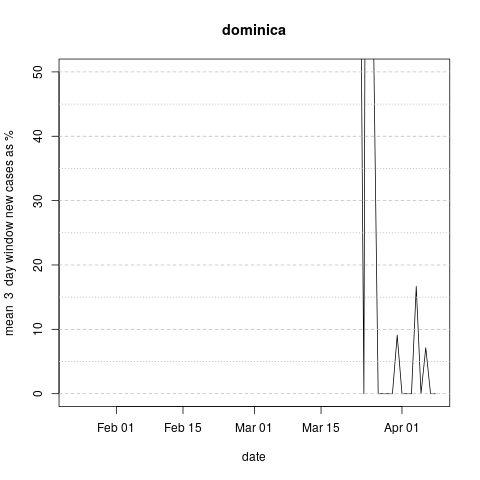 dominica
mean  3  day window new cases as %
50
40
30
20
10
0
Feb 01
Feb 15
Mar 01
Mar 15
Apr 01
date